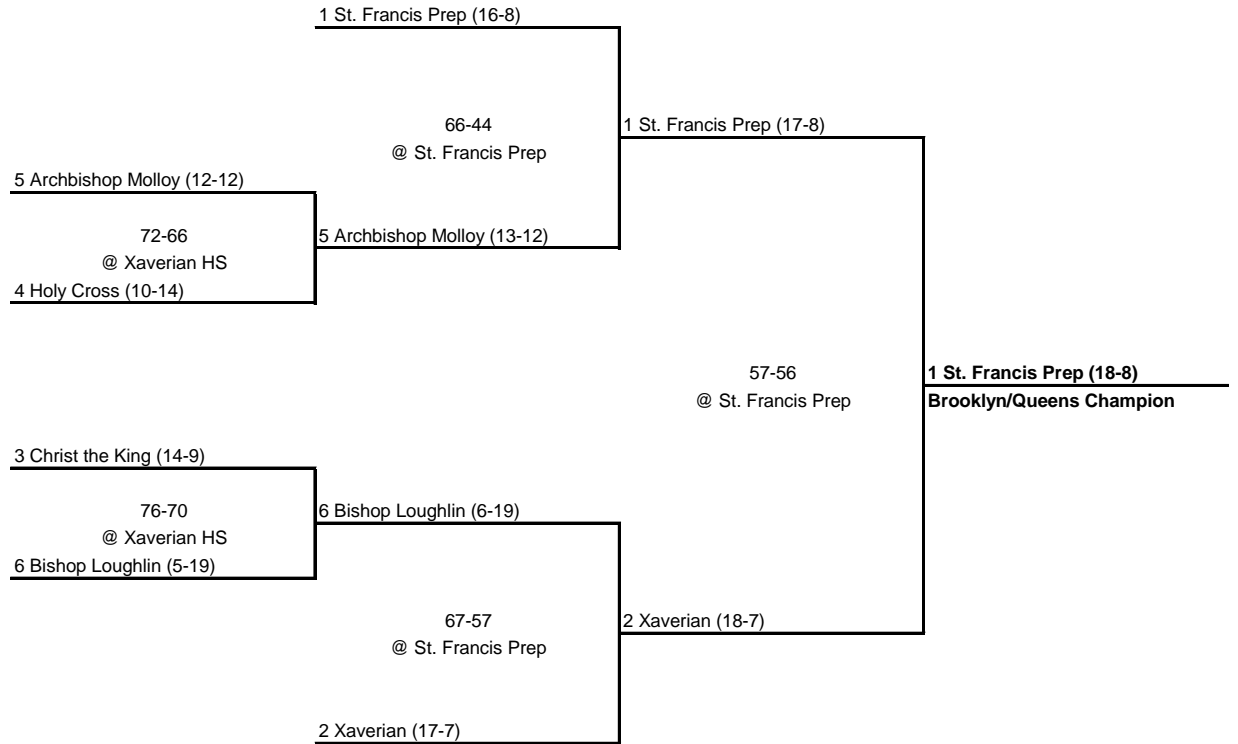 1 St. Francis Prep (16-8)
66-44
@ St. Francis Prep
1 St. Francis Prep (17-8)
5 Archbishop Molloy (12-12)
72-66
@ Xaverian HS
5 Archbishop Molloy (13-12)
4 Holy Cross (10-14)
57-56
@ St. Francis Prep
1 St. Francis Prep (18-8)
Brooklyn/Queens Champion
3 Christ the King (14-9)
76-70
@ Xaverian HS
6 Bishop Loughlin (6-19)
6 Bishop Loughlin (5-19)
67-57
@ St. Francis Prep
2 Xaverian (18-7)
2 Xaverian (17-7)